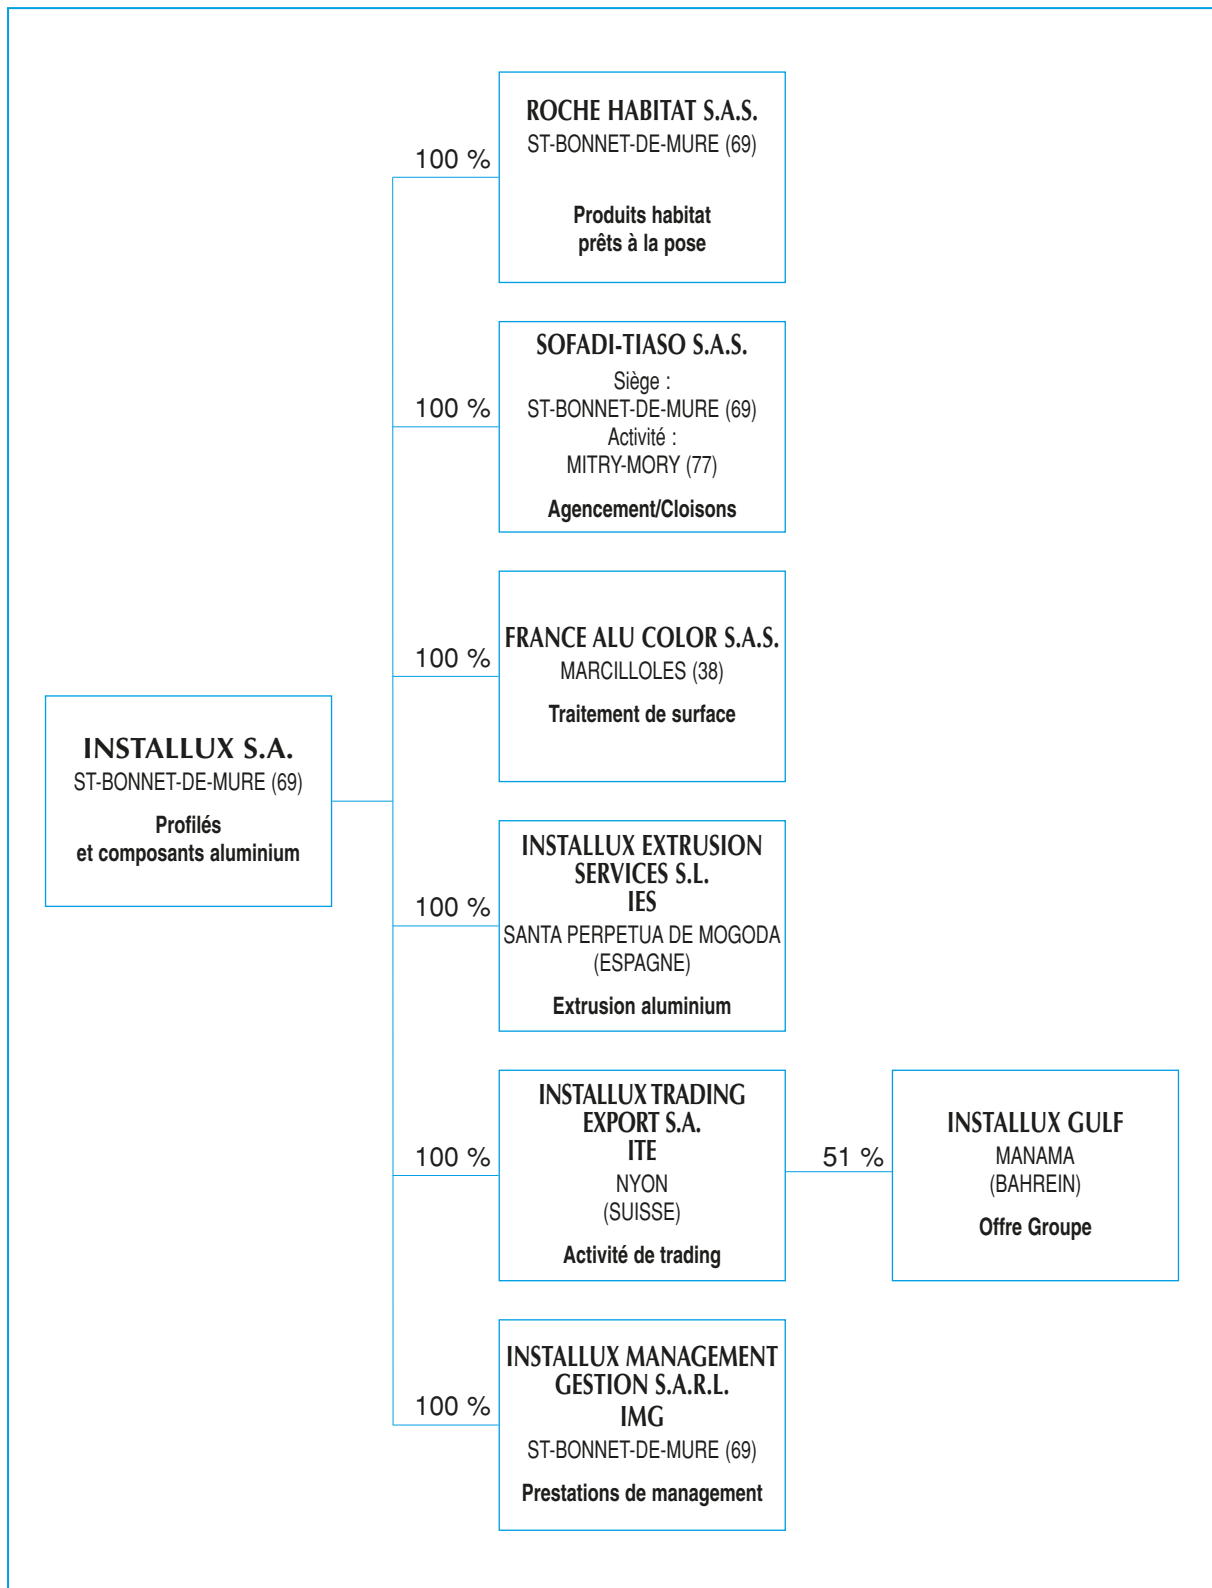 ROCHE HABITAT S.A.S.
ST-BONNET-DE-MURE (69)
100 %
Produits habitat
prêts à la pose
SOFADI-TIASO S.A.S.
Siège :
100 %
ST-BONNET-DE-MURE (69)
Activité :
MITRY-MORY (77)
Agencement/Cloisons
FRANCE ALU COLOR S.A.S.
100 %
MARCILLOLES (38)
Traitement de surface
INSTALLUX S.A.
ST-BONNET-DE-MURE (69)
Profilés
et composants aluminium
INSTALLUX EXTRUSION
SERVICES S.L.
IES
100 %
SANTA PERPETUA DE MOGODA
(ESPAGNE)
Extrusion aluminium
INSTALLUX TRADING
EXPORT S.A.
ITE
100 %
NYON
(SUISSE)
Activité de trading
51 %
INSTALLUX GULF
MANAMA
(BAHREIN)
Offre Groupe
INSTALLUX MANAGEMENT
GESTION S.A.R.L.
IMG
100 %
ST-BONNET-DE-MURE (69)
Prestations de management